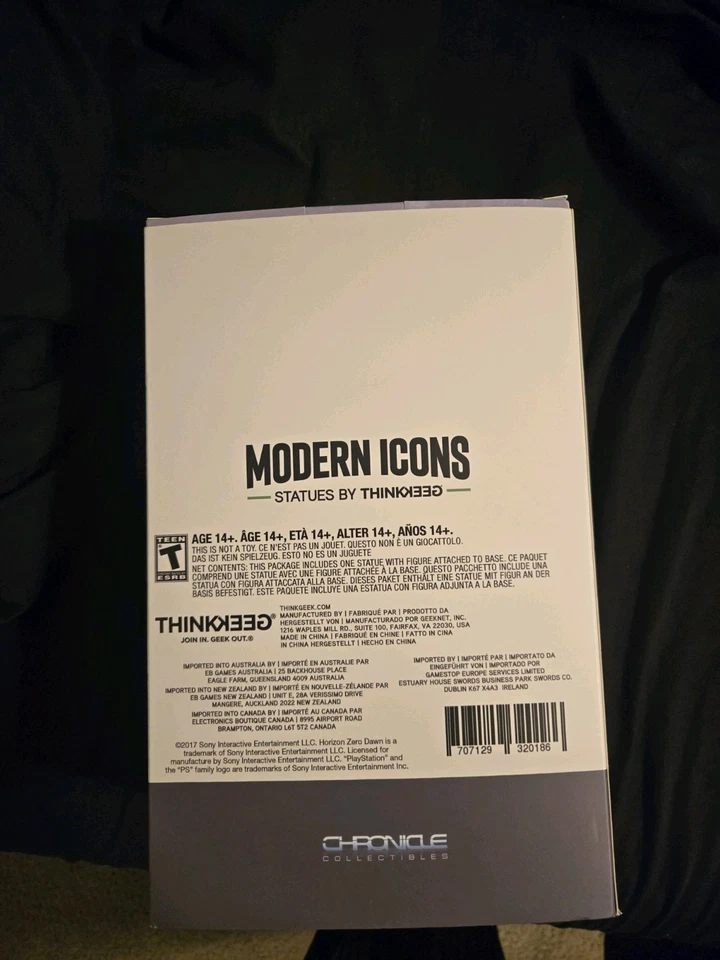 MODERN ICONS
STATUES BY THINKGEEK
TEEN
T
ESRB
AGE 14+. ÂGE 14+, ETÀ 14+, ALTER 14+, AÑOS 14+.
THIS IS NOT A TOY. CE N'EST PAS UN JOUET. QUESTO NON È UN GIOCATTOLO.
DAS IST KEIN SPIELZEUG. ESTO NO ES UN JUGUETE
NET CONTENTS: THIS PACKAGE INCLUDES ONE STATUE WITH FIGURE ATTACHED TO BASE. CE PAQUET
COMPREND UNE STATUE AVEC UNE FIGURE ATTACHÉE À LA BASE. QUESTO PACCHETTO INCLUDE UNA
STATUA CON FIGURA ATTACCATA ALLA BASE. DIESES PAKET ENTHÄLT EINE STATUE MIT FIGUR AN DER
BASIS BEFESTIGT. ESTE PAQUETE INCLUYE UNA ESTATUA CON FIGURA ADJUNTA A LA BASE.
THINKGEEK®
JOIN IN. GEEK OUT.®
THINKGEEK.COM
MANUFACTURED BY | FABRIQUÉ PAR | PRODOTTO DA
HERGESTELLT VON | MANUFACTURADO POR GEEKNET, INC.
1216 WAPLES MILL RD., SUITE 100, FAIRFAX, VA 22030, USA
MADE IN CHINA | FABRIQUÉ EN CHINE | FATTO IN CINA
IN CHINA HERGESTELLT | HECHO EN CHINA
IMPORTED INTO AUSTRALIA BY | IMPORTÉ EN AUSTRALIE PAR
EB GAMES AUSTRALIA | 25 BACKHOUSE PLACE
EAGLE FARM, QUEENSLAND 4009 AUSTRALIA
IMPORTED INTO NEW ZEALAND BY | IMPORTÉ EN NOUVELLE-ZÉLANDE PAR
EB GAMES NEW ZEALAND | UNIT E, 28A VERISSIMO DRIVE
MANGERE, AUCKLAND 2022 NEW ZEALAND
IMPORTED INTO CANADA BY | IMPORTÉ AU CANADA PAR
ELECTRONICS BOUTIQUE CANADA | 8995 AIRPORT ROAD
BRAMPTON, ONTARIO L6T 5T2 CANADA
IMPORTED BY | IMPORTÉ PAR | IMPORTATO DA
EINGEFÜHRT VON | IMPORTADO POR
GAMESTOP EUROPE SERVICES LIMITED
ESTUARY HOUSE SWORDS BUSINESS PARK SWORDS CO.
DUBLIN K67 X4A3 IRELAND
©2017 Sony Interactive Entertainment LLC. Horizon Zero Dawn is a
trademark of Sony Interactive Entertainment LLC. Licensed for
manufacture by Sony Interactive Entertainment LLC. "PlayStation" and
the "PS" family logo are trademarks of Sony Interactive Entertainment Inc.
7 07129 32018 6
CHRONICLE
COLLECTIBLES